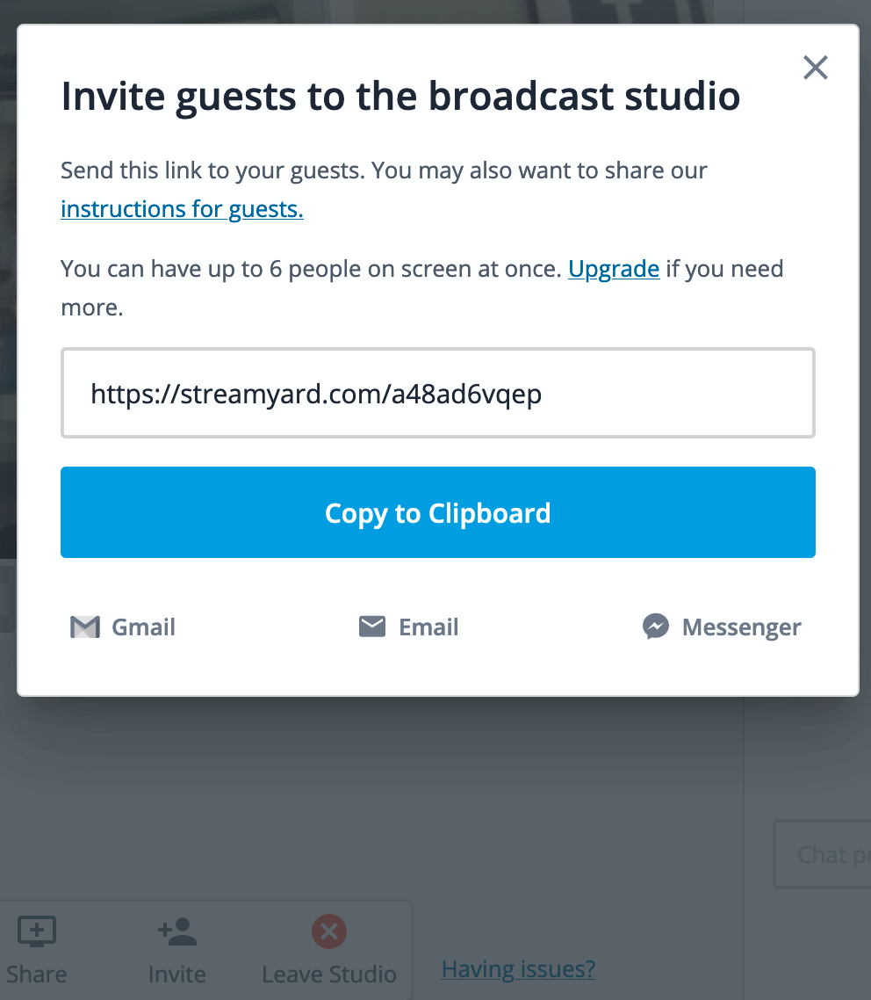 Invite guests to the broadcast studio
Send this link to your guests. You may also want to share our
instructions for guests.
You can have up to 6 people on screen at once. Upgrade if you need
more.
https://streamyard.com/a48ad6vqep
Copy to Clipboard
Gmail
Email
Messenger
Chat
Share
Invite
Leave Studio
Having issues?